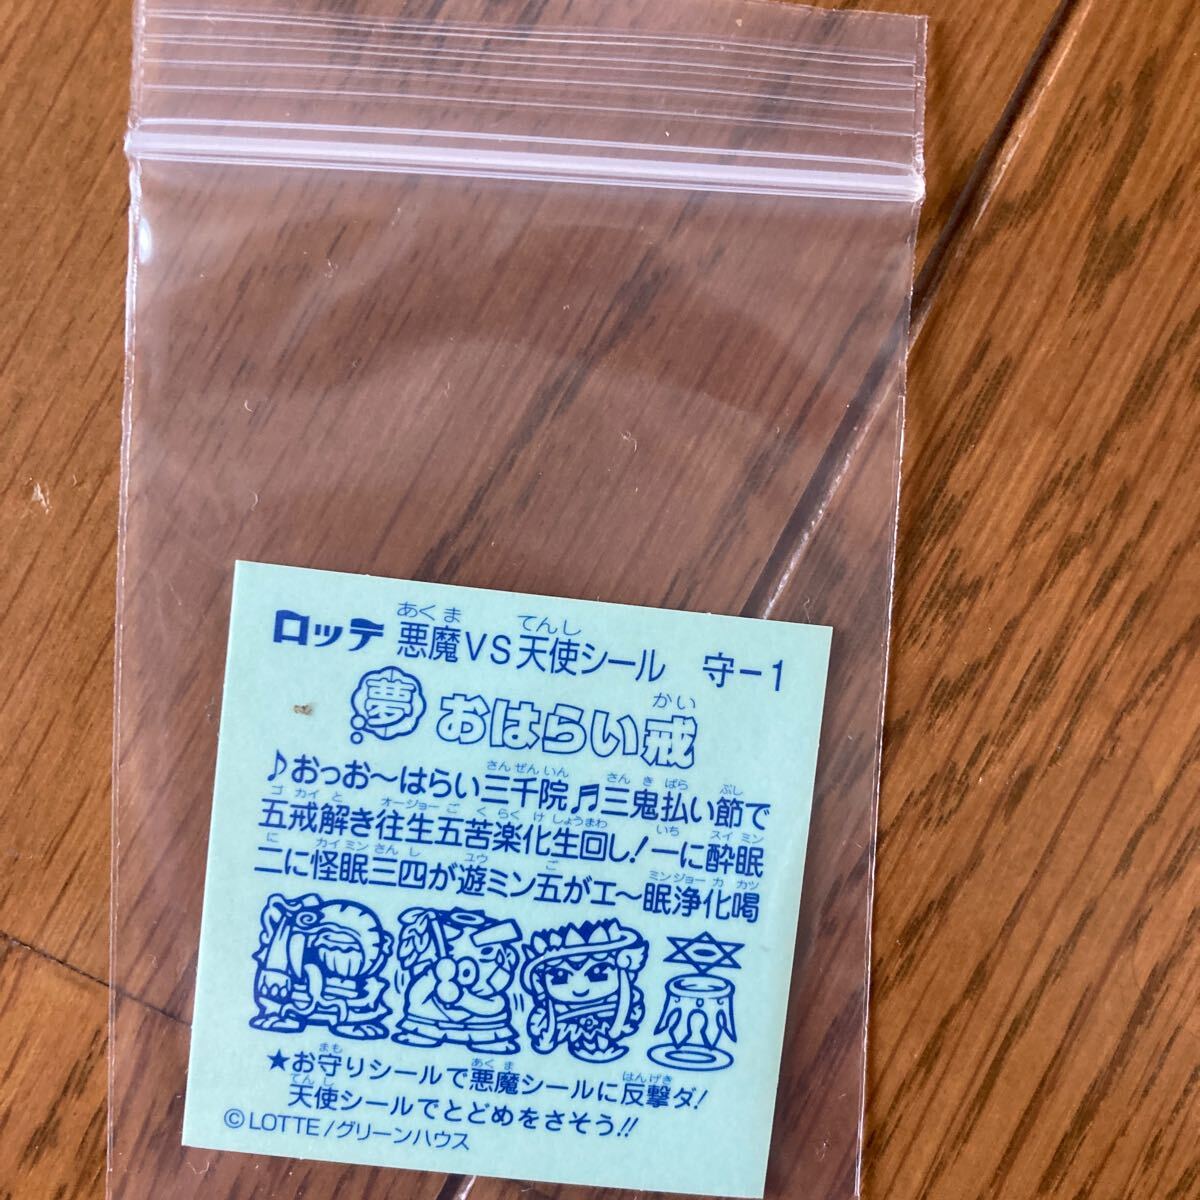 ロッテ 悪魔VS天使シール 守-1
夢 おはらい戒
♪おっお〜はらい三千院♬三鬼払い節で
五戒解き往生五苦楽化生回し!一に酔眠
二に怪眠三四が遊ミン五がエ〜眠浄化喝
★お守りシールで悪魔シールに反撃ダ!
天使シールでとどめをさそう!!
©LOTTE/グリーンハウス